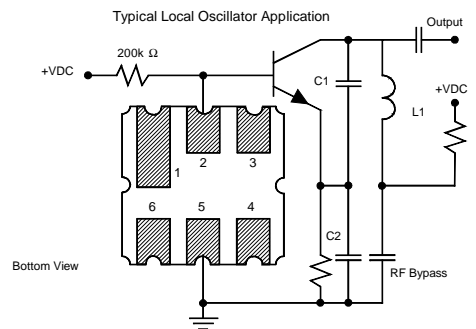 Typical Local Oscillator Application
Output
200k Ω
+VDC
C1
+VDC
L1
2
3
1
6
5
4
C2
Bottom View
RF Bypass